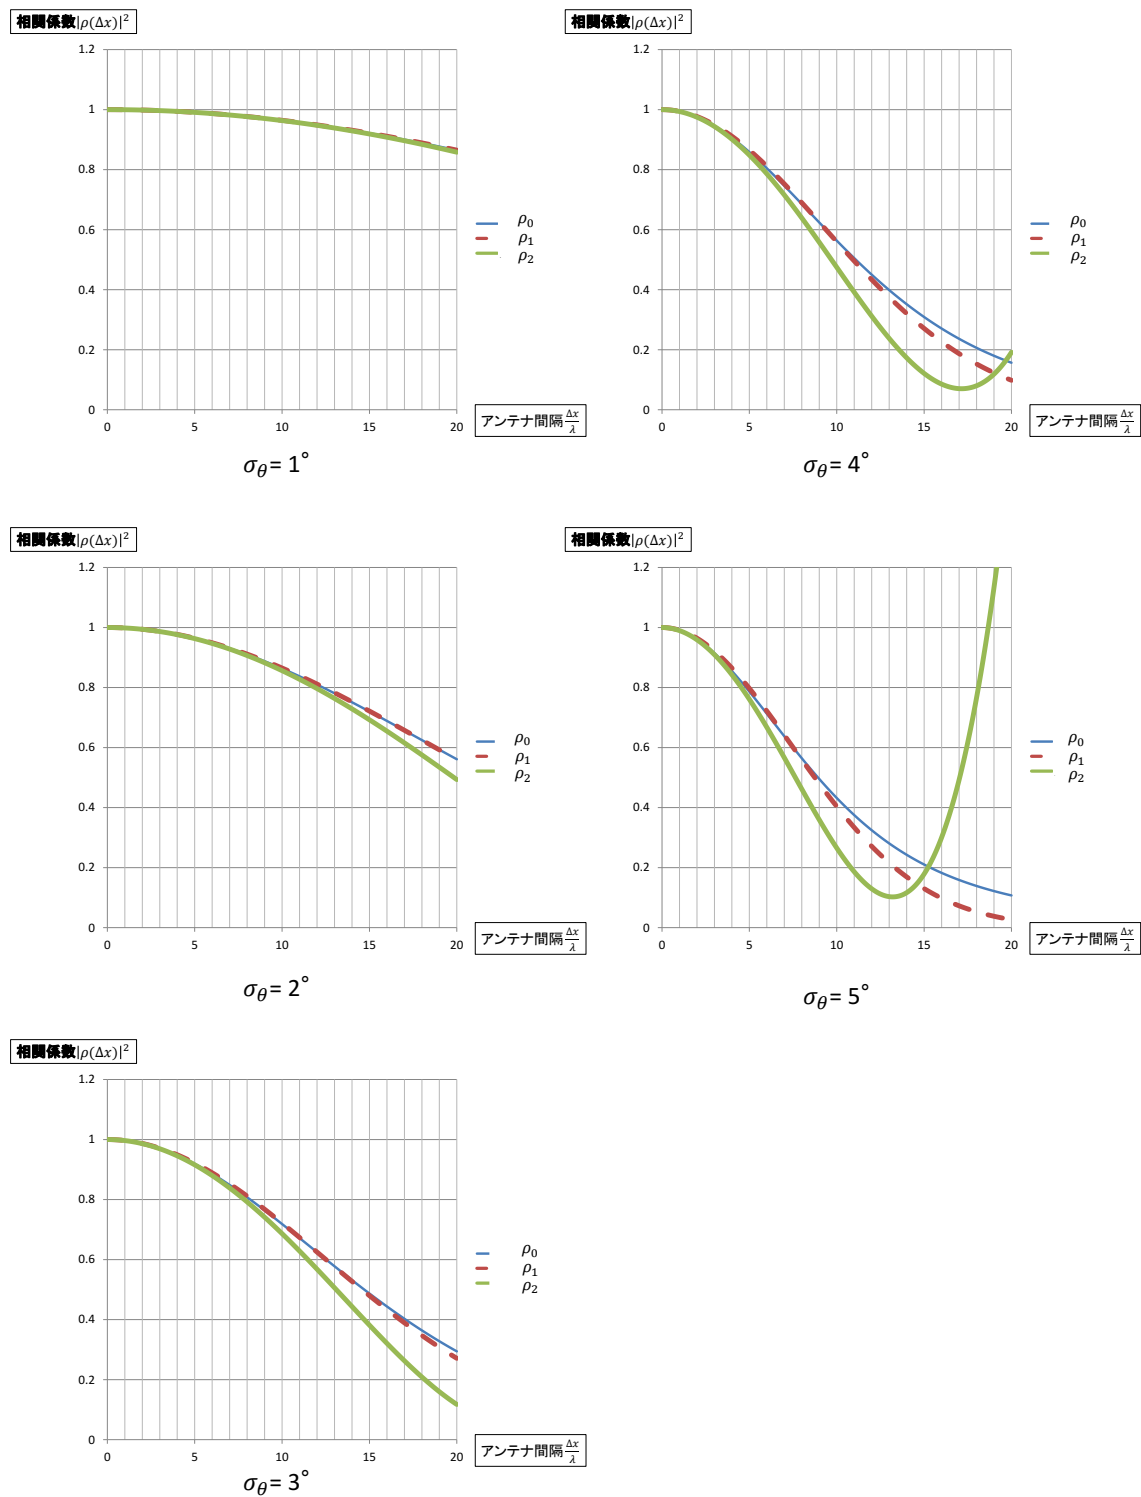 相関係数|ρ(Δx)|²
1.2
1
0.8
0.6
0.4
0.2
0
0 5 10 15 20
ρ₀
ρ₁
ρ₂
アンテナ間隔 Δx/λ
σ_θ= 1°
相関係数|ρ(Δx)|²
1.2
1
0.8
0.6
0.4
0.2
0
0 5 10 15 20
ρ₀
ρ₁
ρ₂
アンテナ間隔 Δx/λ
σ_θ= 4°
相関係数|ρ(Δx)|²
1.2
1
0.8
0.6
0.4
0.2
0
0 5 10 15 20
ρ₀
ρ₁
ρ₂
アンテナ間隔 Δx/λ
σ_θ= 2°
相関係数|ρ(Δx)|²
1.2
1
0.8
0.6
0.4
0.2
0
0 5 10 15 20
ρ₀
ρ₁
ρ₂
アンテナ間隔 Δx/λ
σ_θ= 5°
相関係数|ρ(Δx)|²
1.2
1
0.8
0.6
0.4
0.2
0
0 5 10 15 20
ρ₀
ρ₁
ρ₂
アンテナ間隔 Δx/λ
σ_θ= 3°